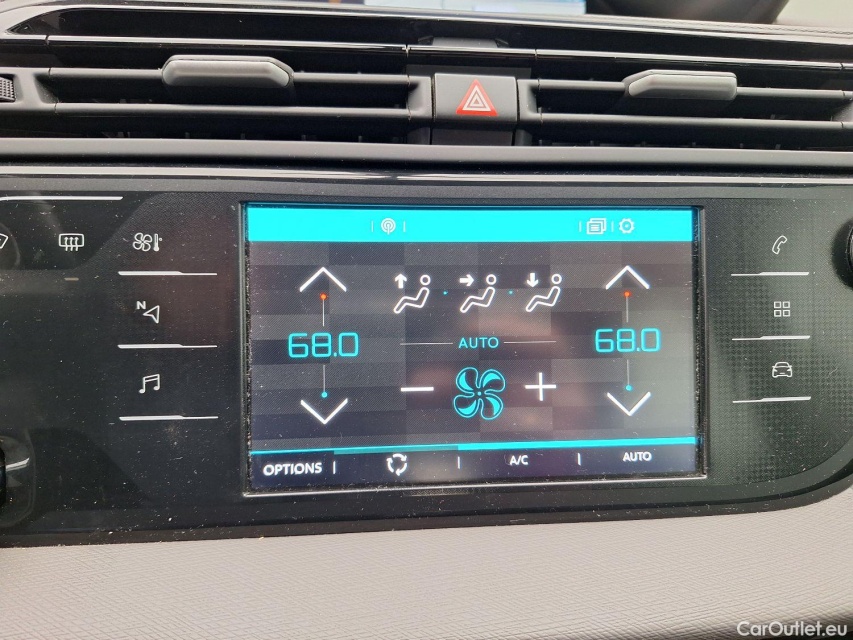 N
68.0
68.0
AUTO
OPTIONS
A/C
AUTO
CarOutlet.eu